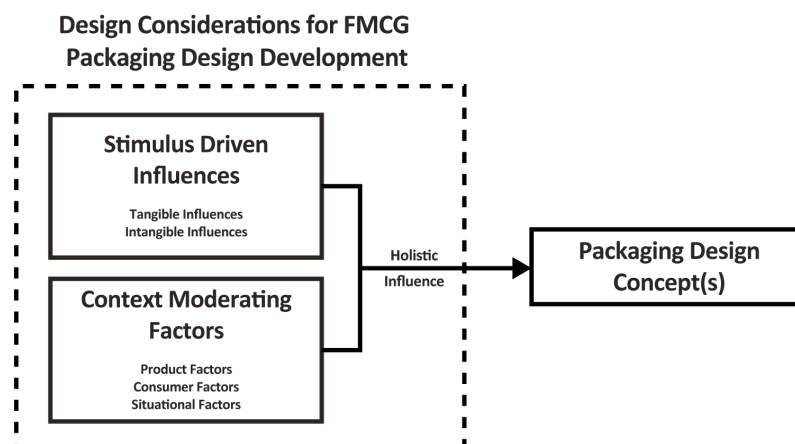 Design Considerations for FMCG
Packaging Design Development
Stimulus Driven
Influences
Tangible Influences
Intangible Influences
Context Moderating
Factors
Product Factors
Consumer Factors
Situational Factors
Holistic
Influence
Packaging Design
Concept(s)